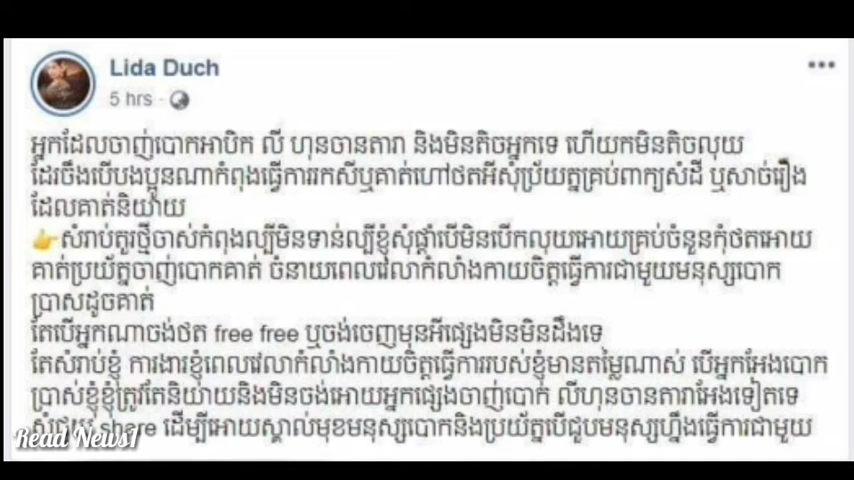 Lida Duch
5 hrs ·
អ្នកដែលចាញ់បោកអាបិក លី ហុនចានតារា និងមិនតិចអ្នកទេ ហើយកមិនតិចលុយ
ដែរចឹងបើបងប្អូនណាកំពុងធ្វើការរកសីឬគាត់ហៅថតអីសុំប្រ័យត្នគ្រប់ពាក្យសំដី ឬសាច់រឿង
ដែលគាត់និយាយ
👉សំរាប់តួរថ្មីចាស់កំពុងល្បីមិនទាន់ល្បីខ្ញុំសុំផ្តាំបើមិនបើកលុយអោយគ្រប់ចំនួនកុំថតអោយ
គាត់ប្រយ័ត្នចាញ់បោកគាត់ ចំនាយពេលវេលាកំលាំងកាយចិត្តធ្វើការជាមួយមនុស្សបោក
ប្រាសដូចគាត់
តែបើអ្នកណាចង់ថត free free ឬចង់ចេញមុនអីផ្សេងមិនមិនដឹងទេ
តែសំរាប់ខ្ញុំ ការងារខ្ញុំពេលវេលាកំលាំងកាយចិត្តធ្វើការរបស់ខ្ញុំមានតម្លៃណាស់ បើអ្នកអែងបោក
ប្រាស់ខ្ញុំខ្ញុំត្រូវតែនិយាយនិងមិនចង់អោយអ្នកផ្សេងចាញ់បោក លីហុនចានតារាអែងទៀតទេ
share ដើម្បីអោយស្គាល់មុខមនុស្សបោកនិងប្រយ័ត្នបើជួបមនុស្សហ្នឹងធ្វើការជាមួយ
Read News1